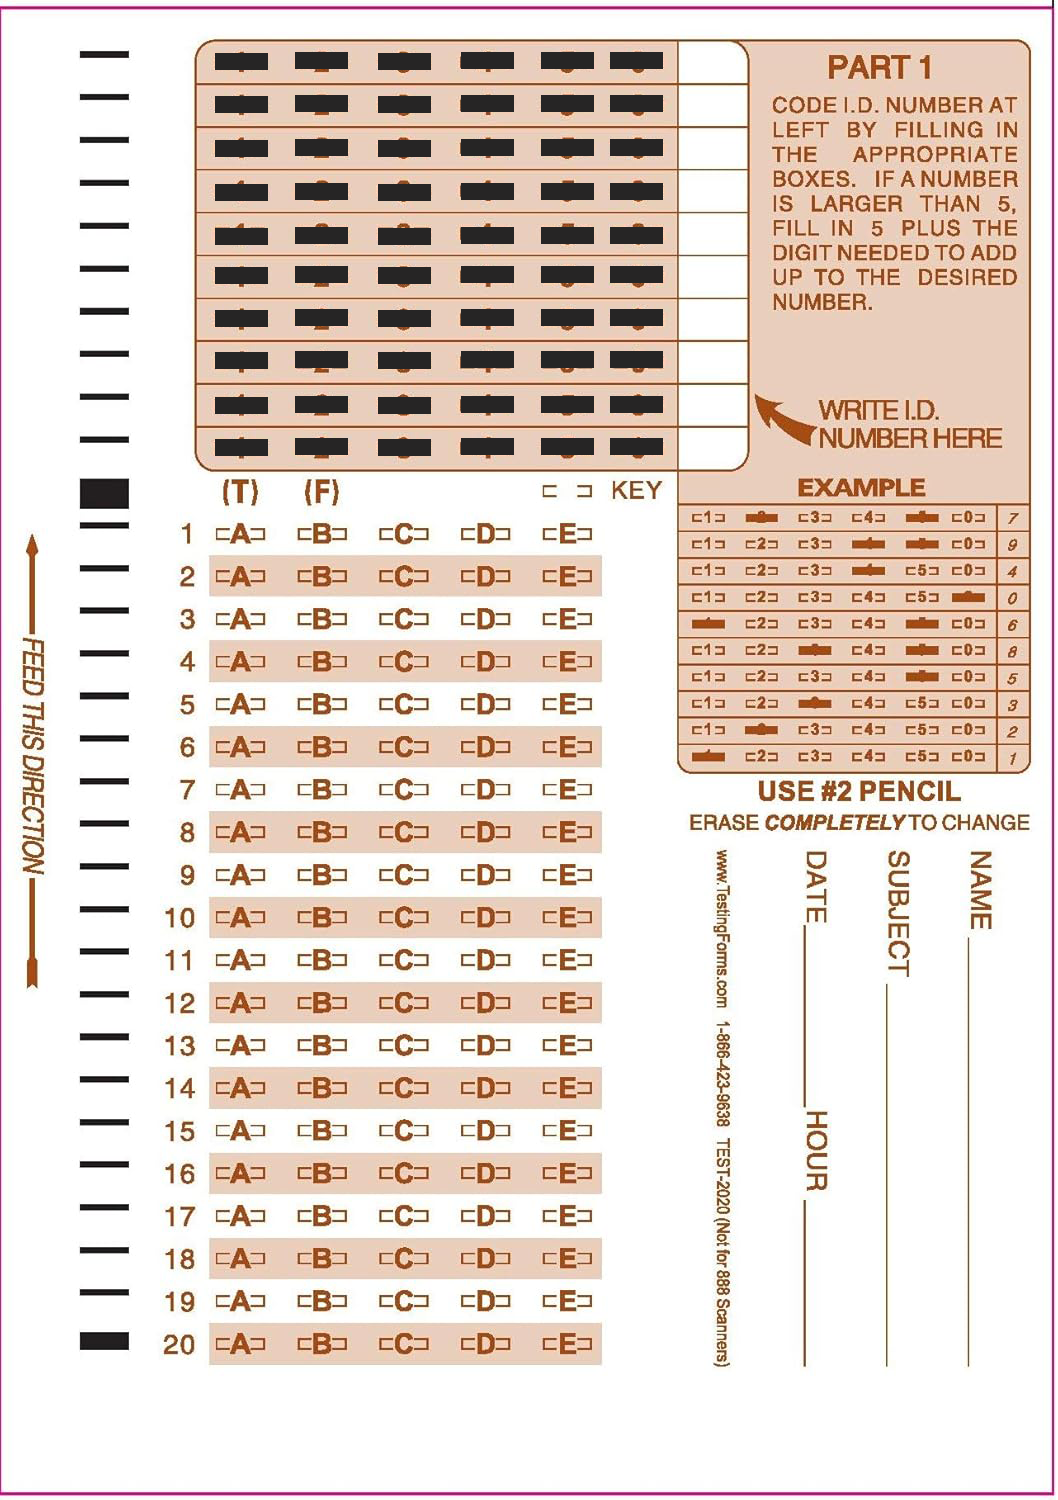 PART 1
CODE I.D. NUMBER AT
LEFT BY FILLING IN
THE APPROPRIATE
BOXES. IF A NUMBER
IS LARGER THAN 5,
FILL IN 5 PLUS THE
DIGIT NEEDED TO ADD
UP TO THE DESIRED
NUMBER.
WRITE I.D.
NUMBER HERE
(T) (F) KEY
1 A B C D E
2 A B C D E
3 A B C D E
4 A B C D E
5 A B C D E
6 A B C D E
7 A B C D E
8 A B C D E
9 A B C D E
10 A B C D E
11 A B C D E
12 A B C D E
13 A B C D E
14 A B C D E
15 A B C D E
16 A B C D E
17 A B C D E
18 A B C D E
19 A B C D E
20 A B C D E
FEED THIS DIRECTION
EXAMPLE
1 3 4 0 7
1 2 3 0 9
1 2 3 5 0 4
1 2 3 4 5 0
2 3 4 0 6
1 2 4 0 8
1 2 3 4 0 5
1 2 4 5 0 3
1 3 4 5 0 2
2 3 4 5 0 1
USE #2 PENCIL
ERASE COMPLETELY TO CHANGE
NAME
SUBJECT
DATE HOUR
www.TestingForms.com 1-866-423-9638 TEST-2020 (Not for 888 Scanners)